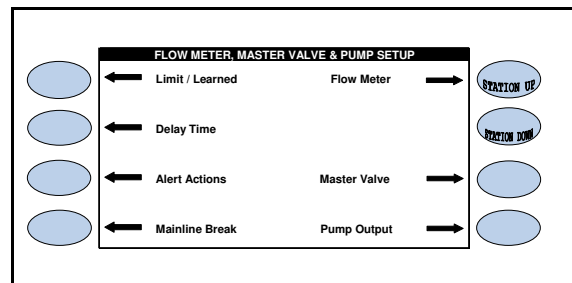 FLOW METER, MASTER VALVE & PUMP SETUP
Limit / Learned
Flow Meter
STATION UP
Delay Time
STATION DOWN
Alert Actions
Master Valve
Mainline Break
Pump Output